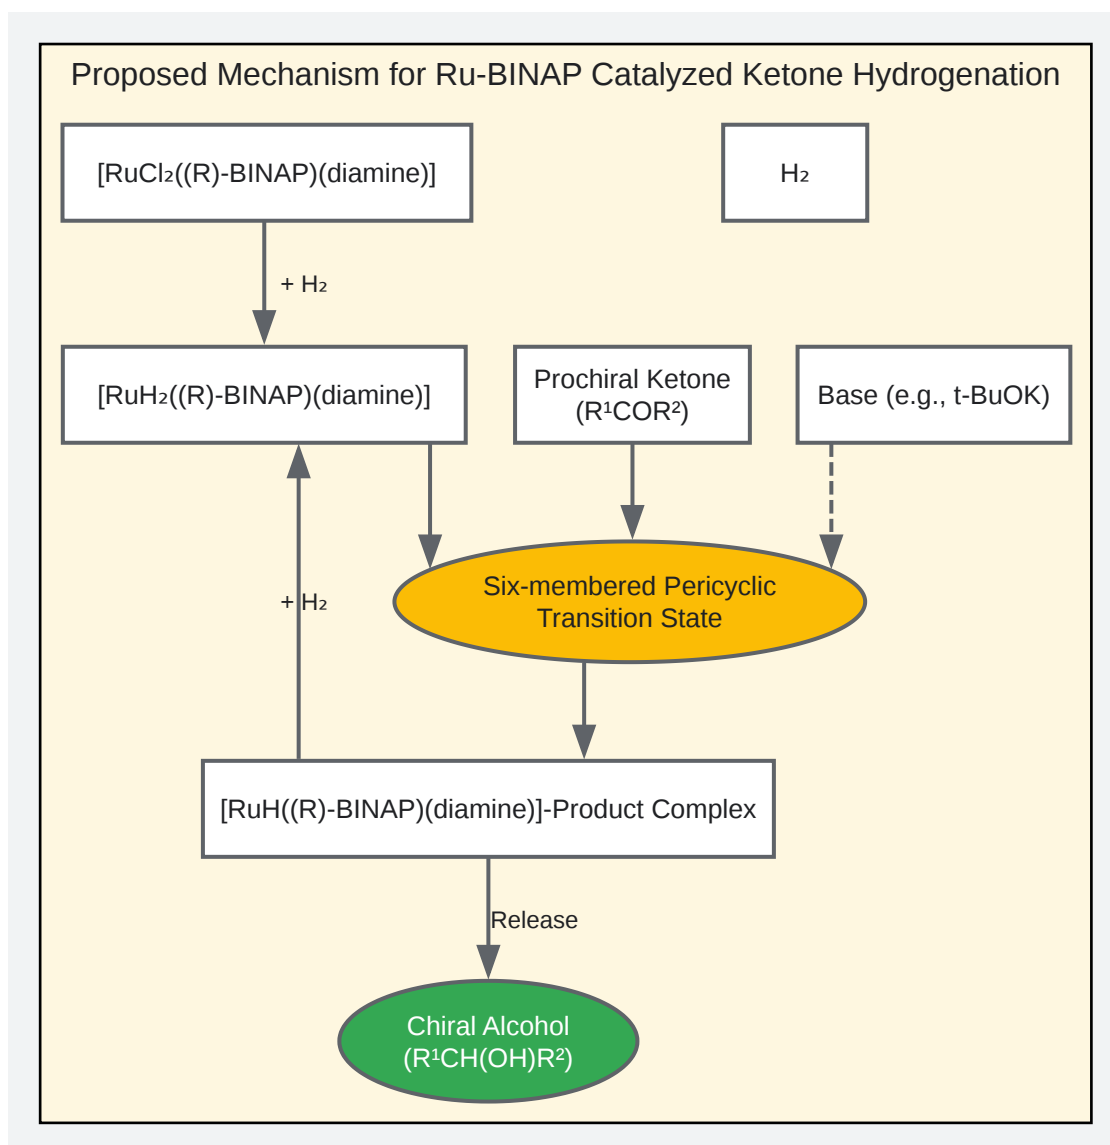 Proposed Mechanism for Ru-BINAP Catalyzed Ketone Hydrogenation
[RuCl₂((R)-BINAP)(diamine)]
H₂
+ H₂
[RuH₂((R)-BINAP)(diamine)]
Prochiral Ketone
(R¹COR²)
Base (e.g., t-BuOK)
Six-membered Pericyclic
Transition State
+ H₂
[RuH((R)-BINAP)(diamine)]-Product Complex
Release
Chiral Alcohol
(R¹CH(OH)R²)